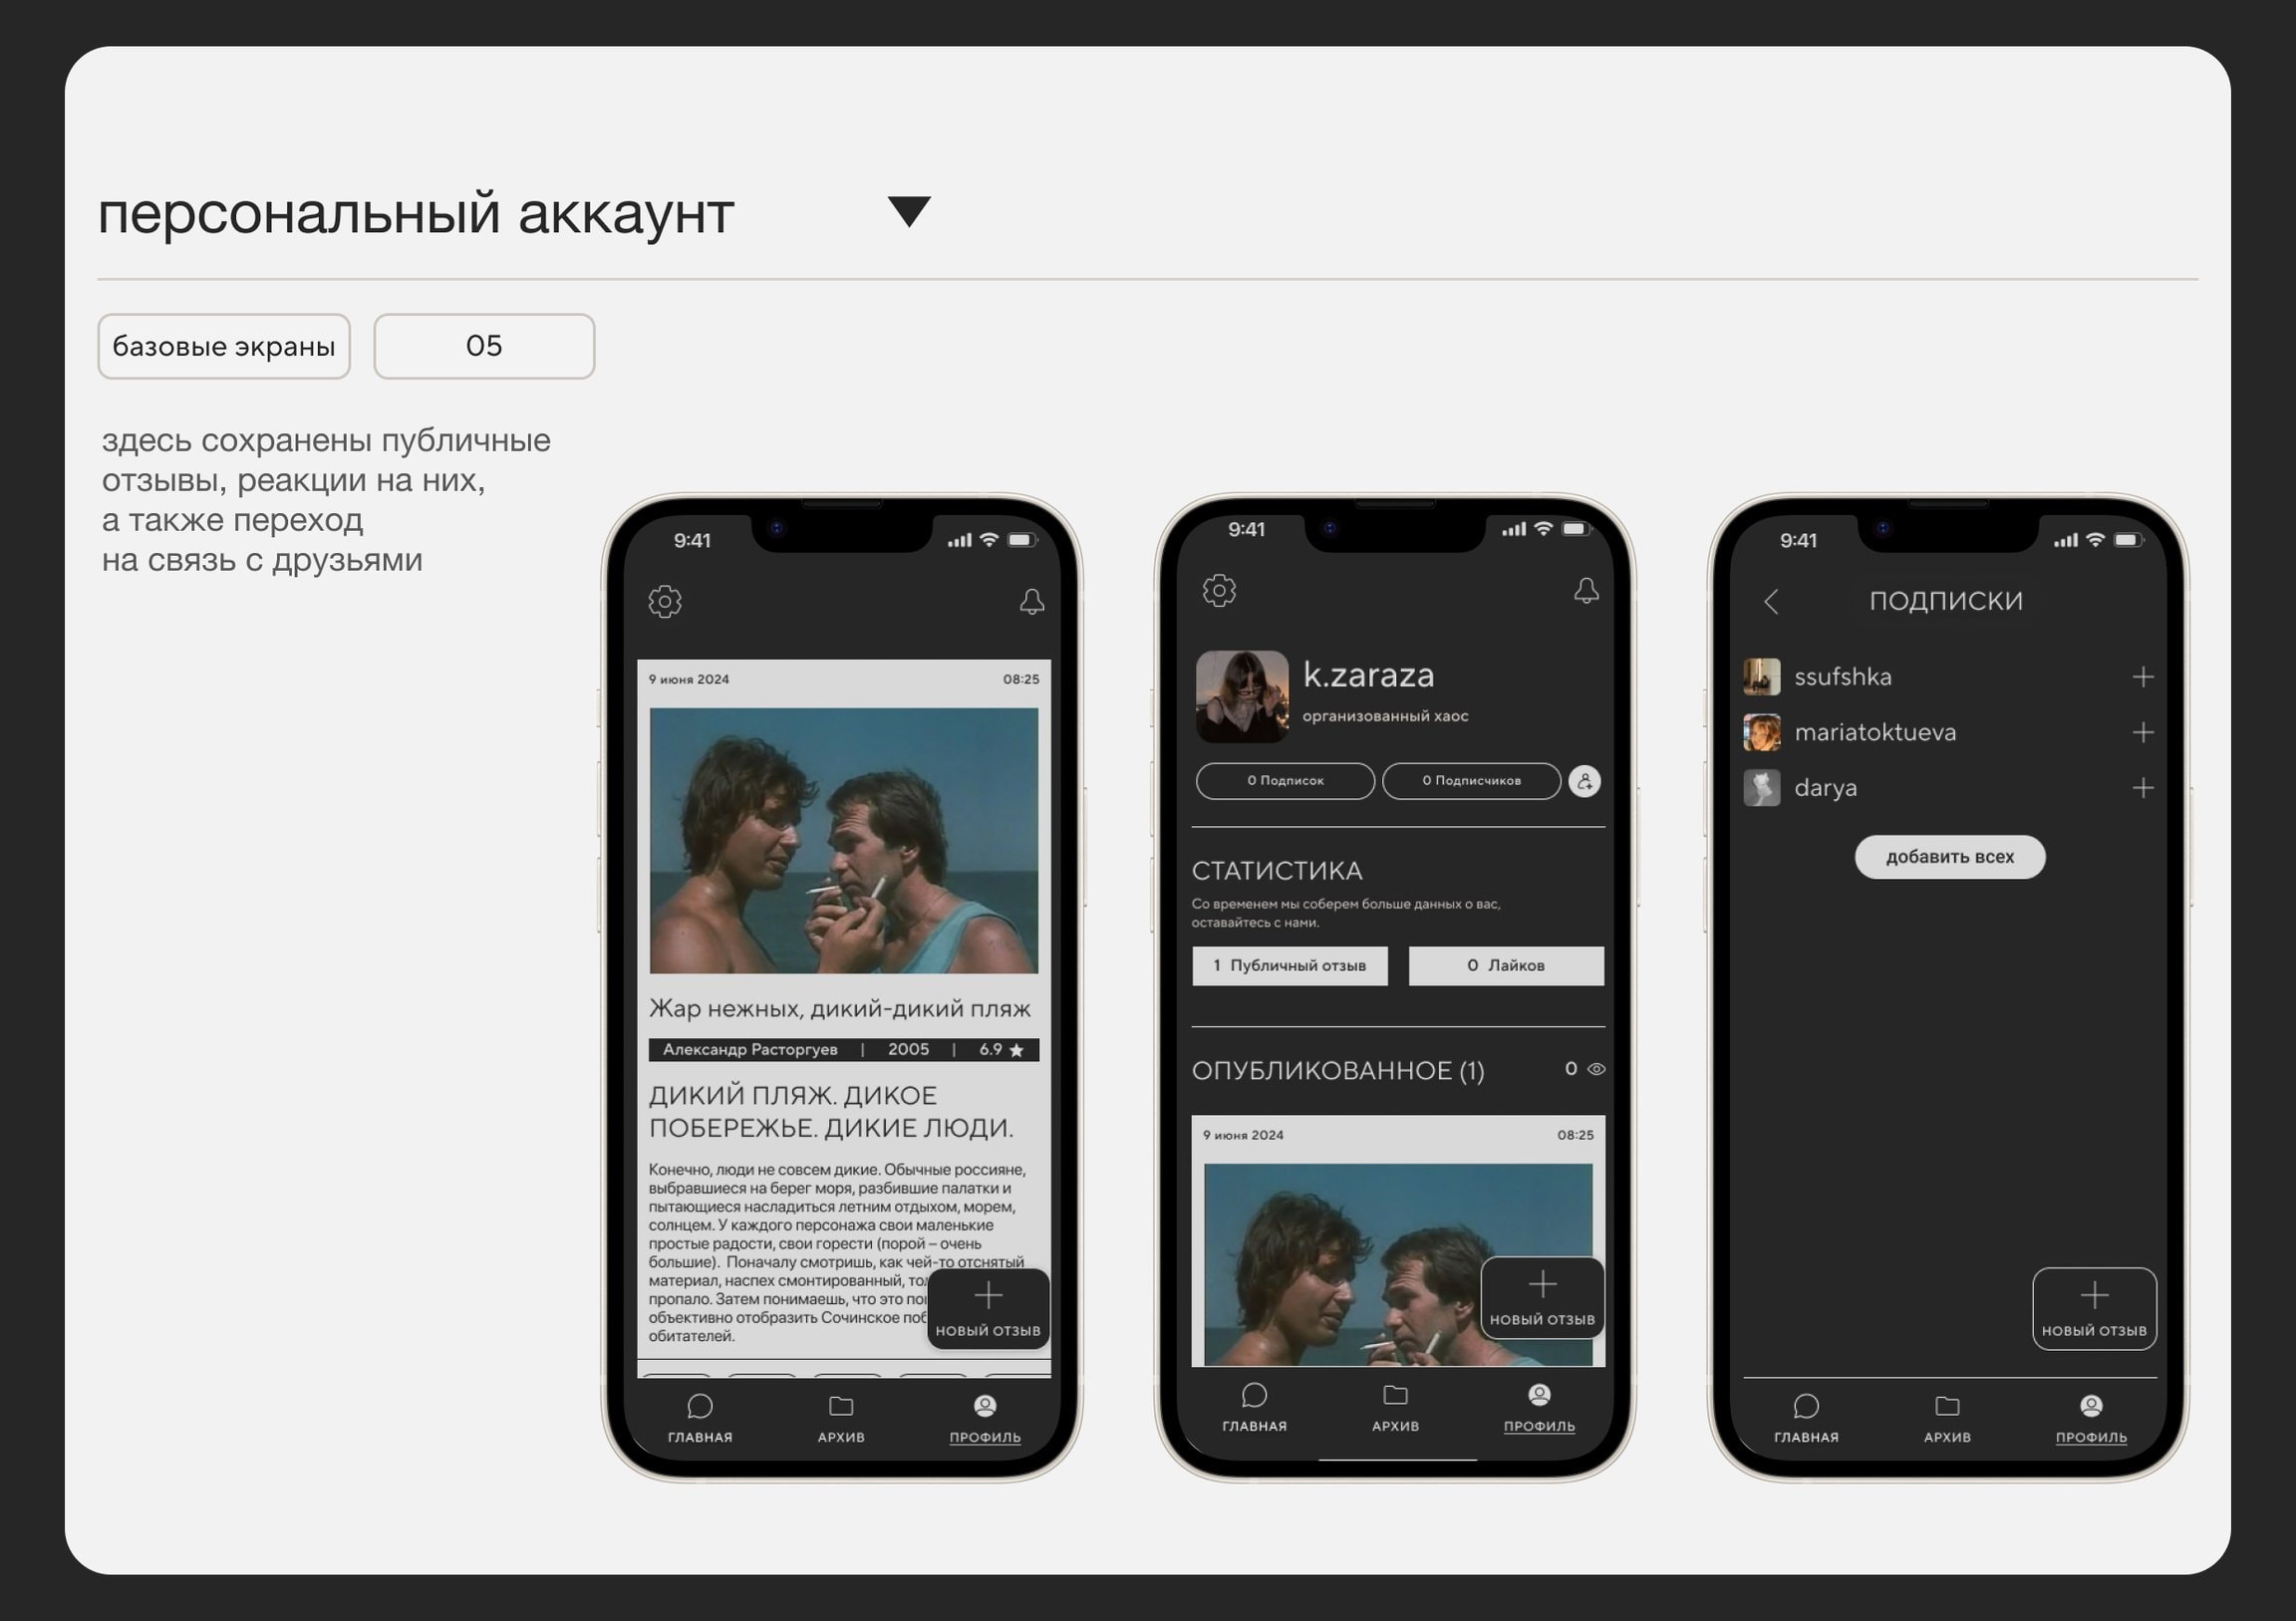 персональный аккаунт
базовые экраны
05
здесь сохранены публичные
отзывы, реакции на них,
а также переход
на связь с друзьями
9:41
9 июня 2024 08:25
Жар нежных, дикий-дикий пляж
Александр Расторгуев | 2005 | 6.9 ★
ДИКИЙ ПЛЯЖ. ДИКОЕ
ПОБЕРЕЖЬЕ. ДИКИЕ ЛЮДИ.
Конечно, люди не совсем дикие. Обычные россияне,
выбравшиеся на берег моря, разбившие палатки и
пытающиеся насладиться летним отдыхом, морем,
солнцем. У каждого персонажа свои маленькие
простые радости, свои горести (порой – очень
большие). Поначалу смотришь, как чей-то отснятый
материал, наспех смонтированный,
пропало. Затем понимаешь, что это
объективно отобразить Сочинское
обитателей.
НОВЫЙ ОТЗЫВ
ГЛАВНАЯ АРХИВ ПРОФИЛЬ
9:41
k.zaraza
организованный хаос
0 Подписок 0 Подписчиков
СТАТИСТИКА
Со временем мы соберем больше данных о вас,
оставайтесь с нами.
1 Публичный отзыв 0 Лайков
ОПУБЛИКОВАННОЕ (1) 0
9 июня 2024 08:25
НОВЫЙ ОТЗЫВ
ГЛАВНАЯ АРХИВ ПРОФИЛЬ
9:41
ПОДПИСКИ
ssufshka
mariatoktueva
darya
добавить всех
НОВЫЙ ОТЗЫВ
ГЛАВНАЯ АРХИВ ПРОФИЛЬ